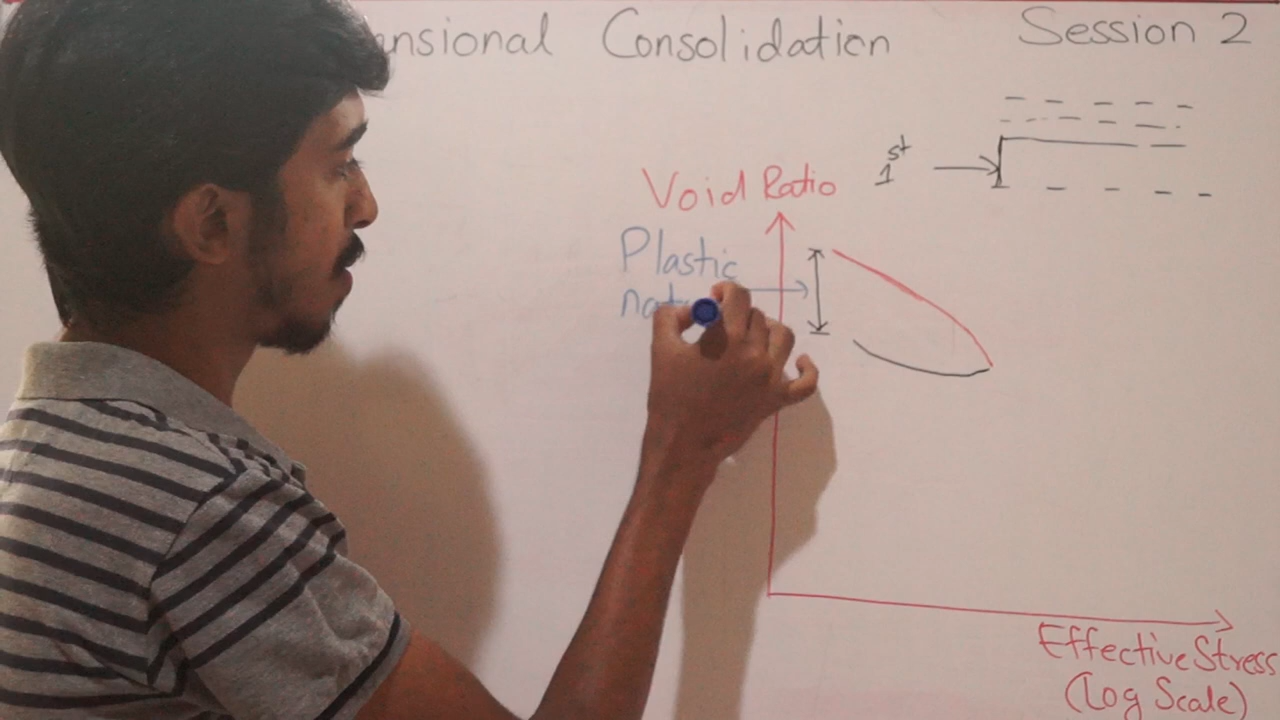 ensional Consolidation Session 2
1st
Void Ratio
Plastic
Effective Stress
(Log Scale)